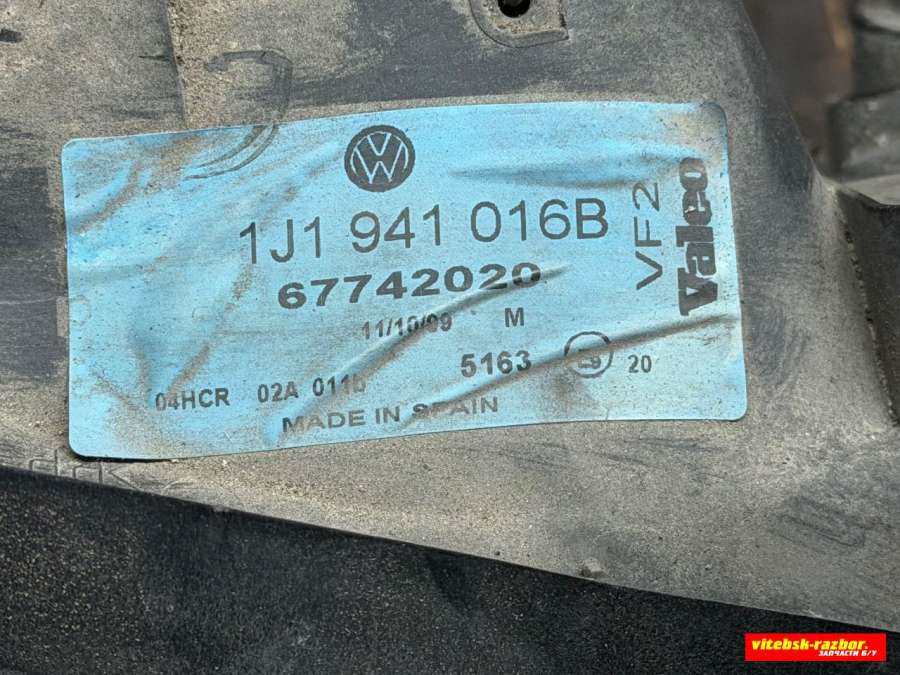 1J1 941 016B
67742020
11/10/99 M
5163 20
04HCR 02A
MADE IN SPAIN
VF2
Valeo
vitebsk-razbor.
ЗАПЧАСТИ Б/У